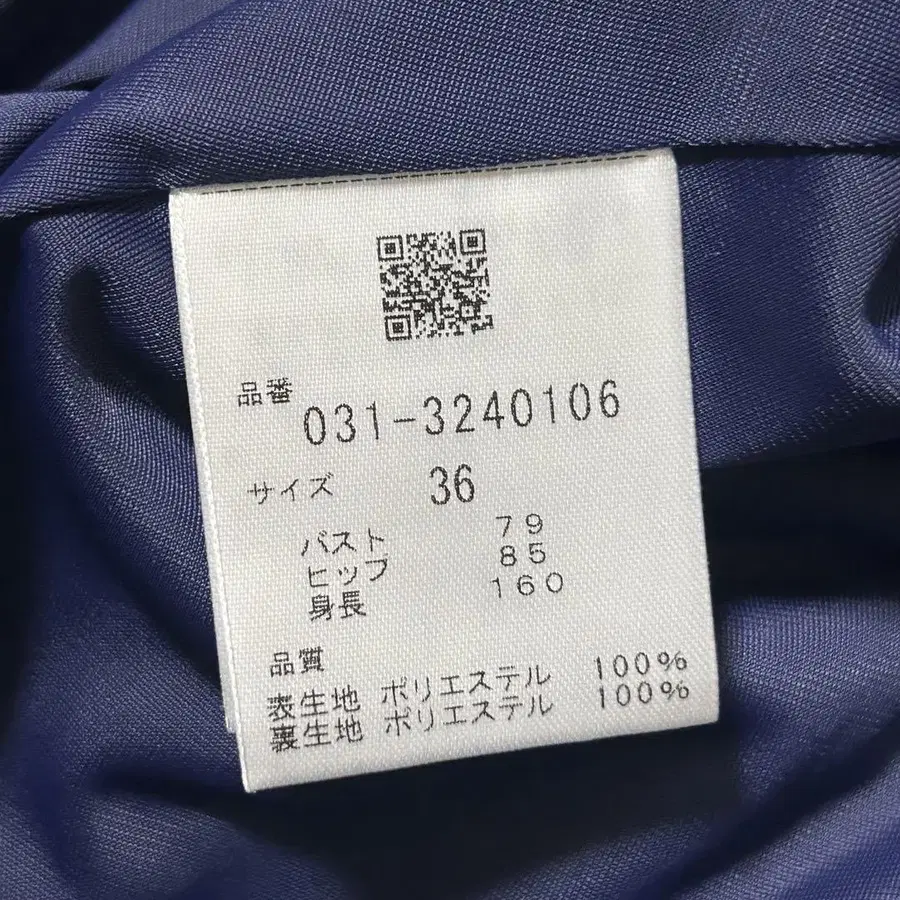 品番 031-3240106
サイズ 36
バスト 79
ヒップ 85
身長 160
品質
表生地 ポリエステル 100%
裏生地 ポリエステル 100%